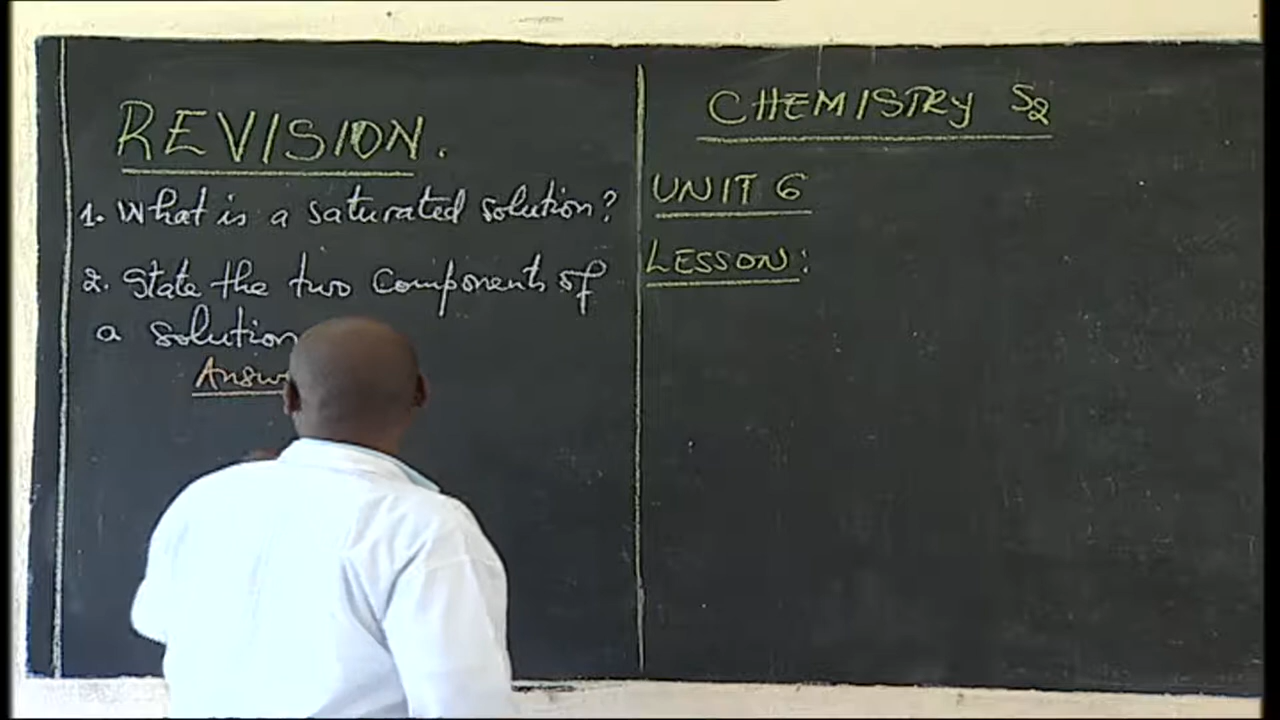 REVISION.
1. What is a saturated solution?
2. State the two components of
a solution
CHEMISTRY S2
UNIT 6
LESSON: